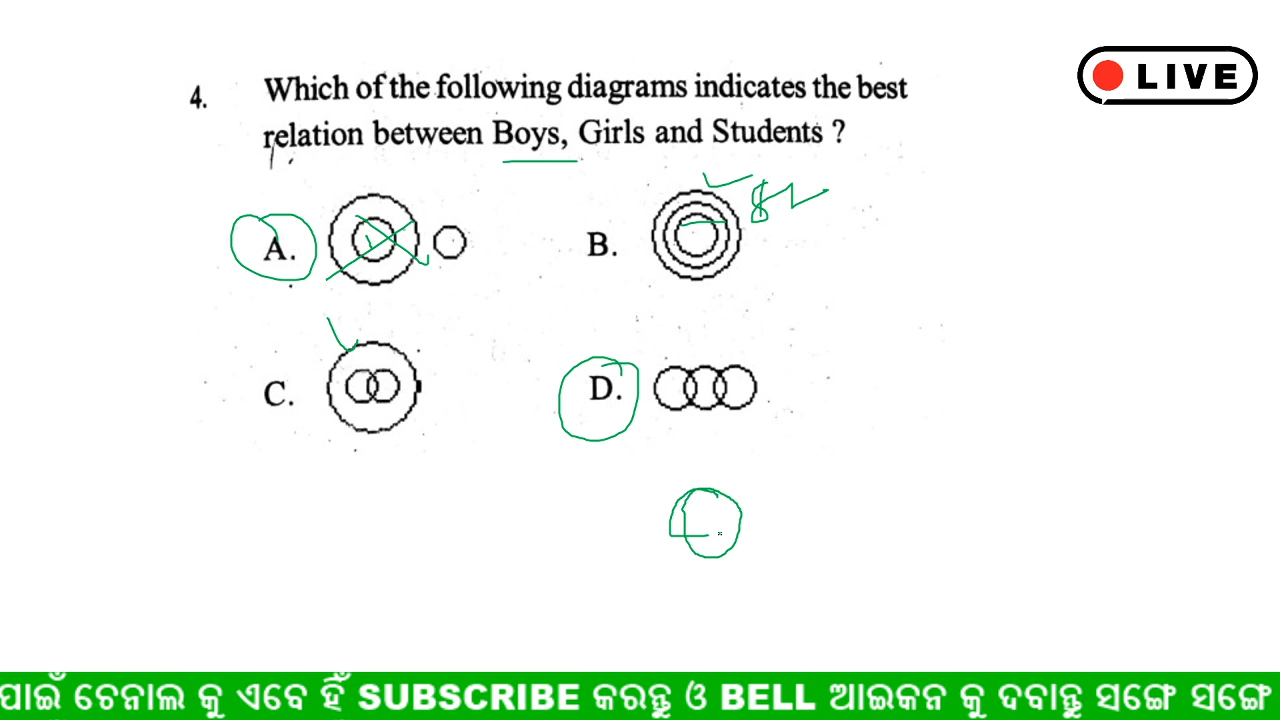 LIVE
4. Which of the following diagrams indicates the best
relation between Boys, Girls and Students ?
A.
B.
C.
D.
ପାଇଁ ଚେନାଲ କୁ ଏବେ ହିଁ SUBSCRIBE କରନ୍ତୁ ଓ BELL ଆଇକନ କୁ ଦବାନ୍ତୁ ସଙ୍ଗେ ସଙ୍ଗେ